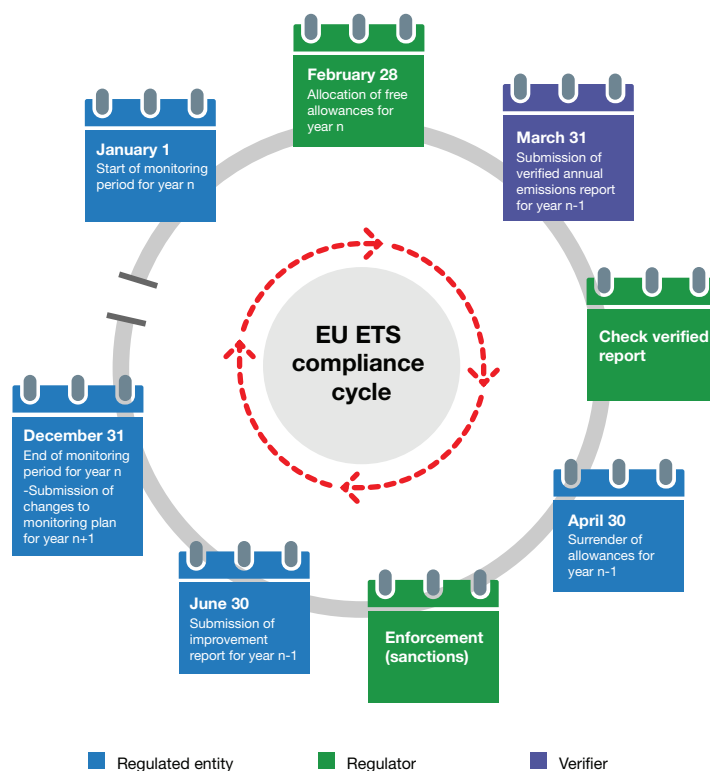 February 28
Allocation of free
allowances for
year n
January 1
Start of monitoring
period for year n
March 31
Submission of
verified annual
emissions report
for year n-1
Check verified
report
EU ETS
compliance
cycle
December 31
End of monitoring
period for year n
-Submission of
changes to
monitoring plan
for year n+1
April 30
Surrender of
allowances for
year n-1
June 30
Submission of
improvement
report for year n-1
Enforcement
(sanctions)
Regulated entity
Regulator
Verifier